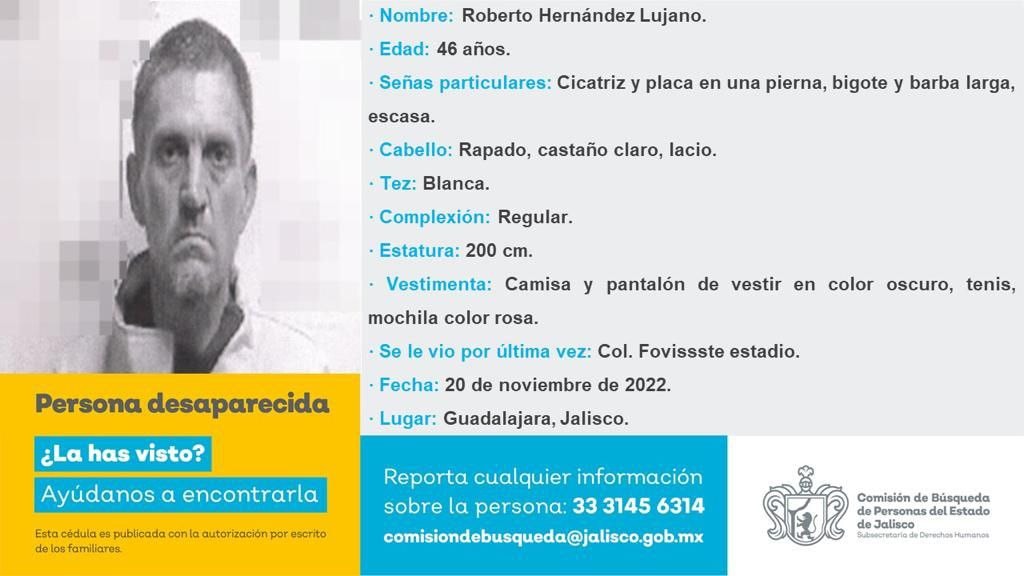 · Nombre: Roberto Hernández Lujano.
· Edad: 46 años.
· Señas particulares: Cicatriz y placa en una pierna, bigote y barba larga,
escasa.
· Cabello: Rapado, castaño claro, lacio.
· Tez: Blanca.
· Complexión: Regular.
· Estatura: 200 cm.
· Vestimenta: Camisa y pantalón de vestir en color oscuro, tenis,
mochila color rosa.
· Se le vio por última vez: Col. Fovissste estadio.
· Fecha: 20 de noviembre de 2022.
· Lugar: Guadalajara, Jalisco.
Persona desaparecida
¿La has visto?
Ayúdanos a encontrarla
Esta cédula es publicada con la autorización por escrito
de los familiares.
Reporta cualquier información
sobre la persona: 33 3145 6314
comisiondebusqueda@jalisco.gob.mx
Comisión de Búsqueda
de Personas del Estado
de Jalisco
Subsecretaría de Derechos Humanos